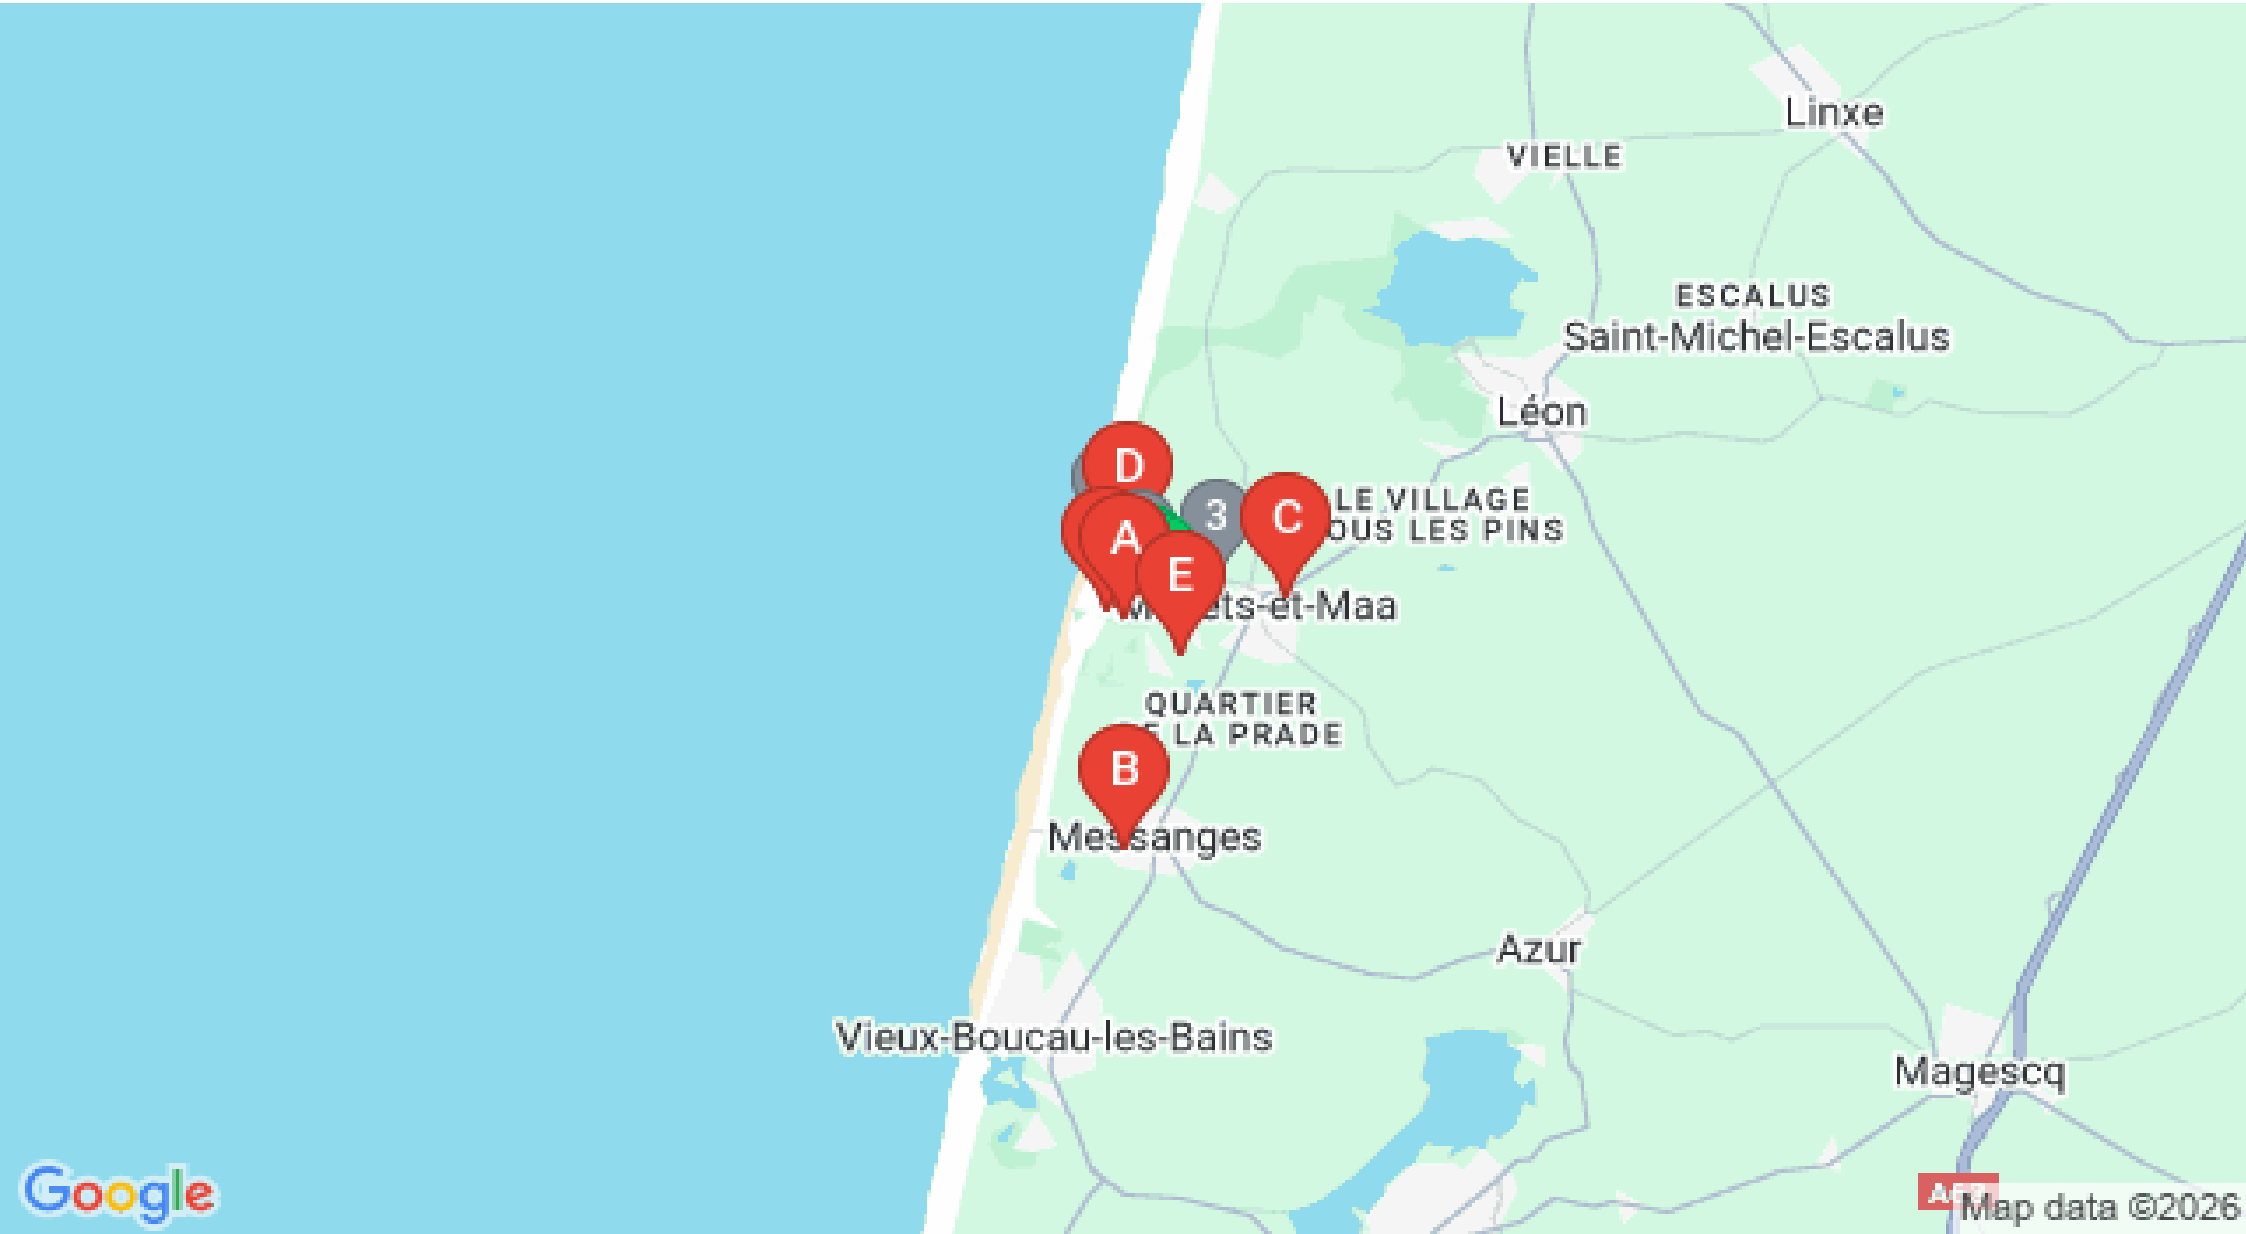 Linxe
VIELLE
ESCALUS
Saint-Michel-Escalus
Léon
D
3
C
LE VILLAGE
OUS LES PINS
A
E
ets-et-Maa
QUARTIER
LA PRADE
B
Messanges
Azur
Vieux-Boucau-les-Bains
Magescq
Google
Map data ©2026